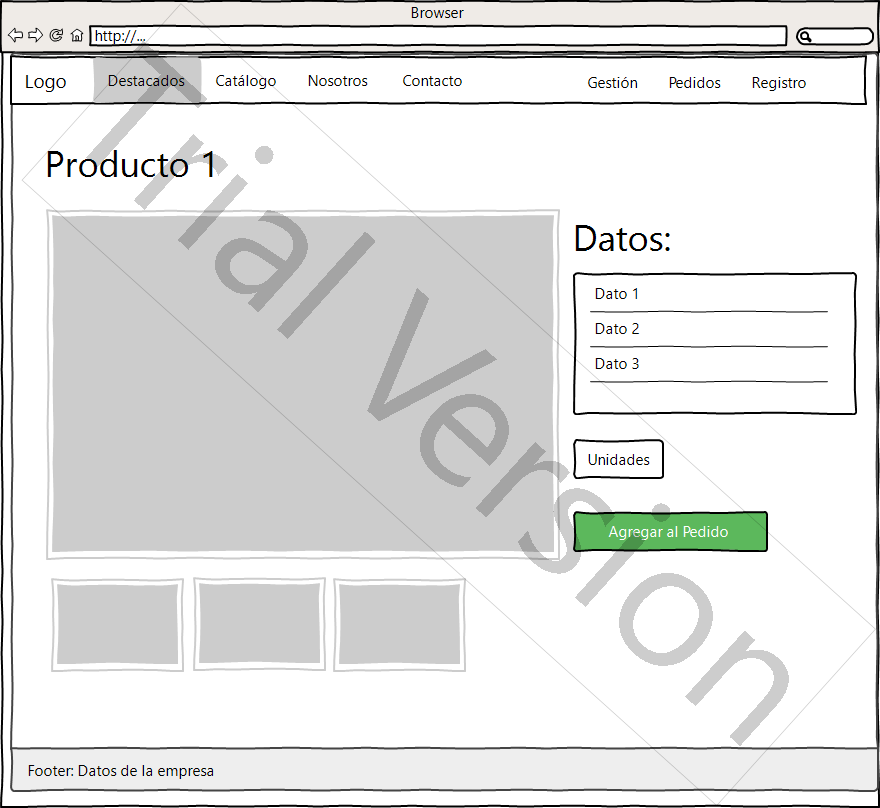 Browser
http://...
Logo Destacados Catálogo Nosotros Contacto Gestión Pedidos Registro
Producto 1
Datos:
Dato 1
Dato 2
Dato 3
Unidades
Agregar al Pedido
Trial Version
Footer: Datos de la empresa